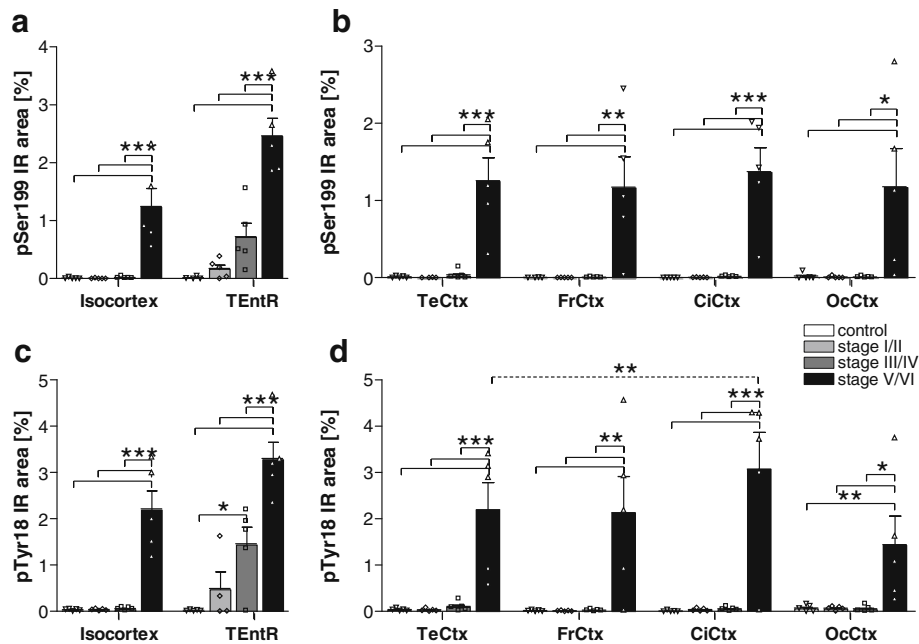 a
pSer199 IR area [%]
4
3
2
1
0
***
***
Isocortex
TEntR
b
pSer199 IR area [%]
3
2
1
0
***
**
***
*
TeCtx
FrCtx
CiCtx
OcCtx
control
stage I/II
stage III/IV
stage V/VI
c
pTyr18 IR area [%]
5
4
3
2
1
0
***
*
***
Isocortex
TEntR
d
pTyr18 IR area [%]
5
4
3
2
1
0
**
***
**
***
*
**
TeCtx
FrCtx
CiCtx
OcCtx